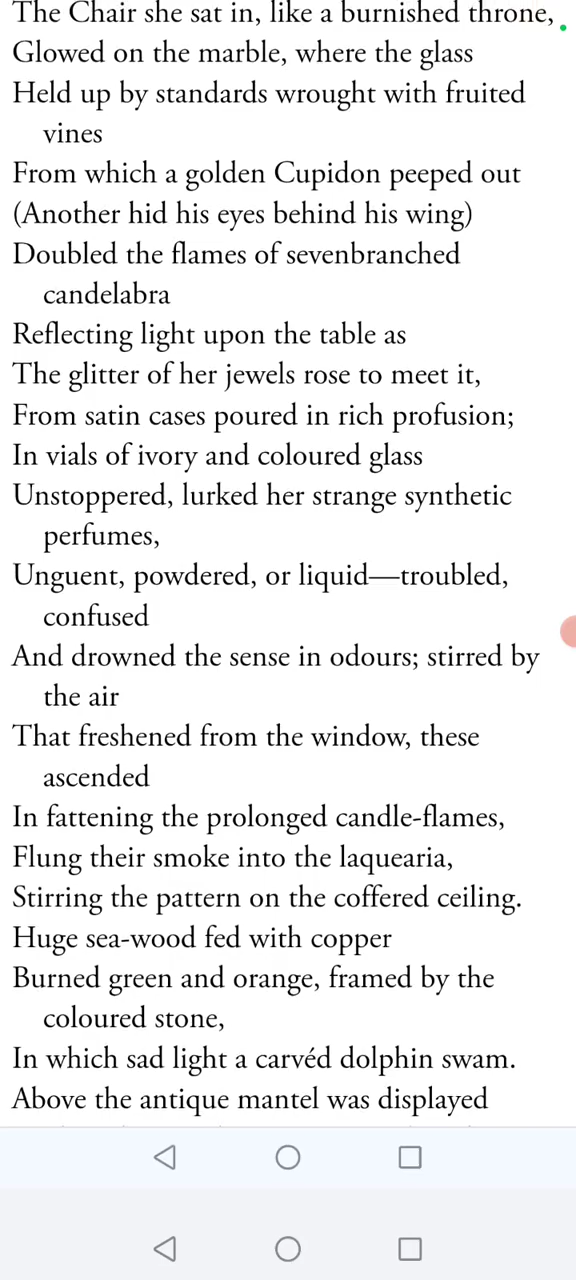 The Chair she sat in, like a burnished throne,
Glowed on the marble, where the glass
Held up by standards wrought with fruited
vines
From which a golden Cupidon peeped out
(Another hid his eyes behind his wing)
Doubled the flames of sevenbranched
candelabra
Reflecting light upon the table as
The glitter of her jewels rose to meet it,
From satin cases poured in rich profusion;
In vials of ivory and coloured glass
Unstoppered, lurked her strange synthetic
perfumes,
Unguent, powdered, or liquid—troubled,
confused
And drowned the sense in odours; stirred by
the air
That freshened from the window, these
ascended
In fattening the prolonged candle-flames,
Flung their smoke into the laquearia,
Stirring the pattern on the coffered ceiling.
Huge sea-wood fed with copper
Burned green and orange, framed by the
coloured stone,
In which sad light a carvéd dolphin swam.
Above the antique mantel was displayed